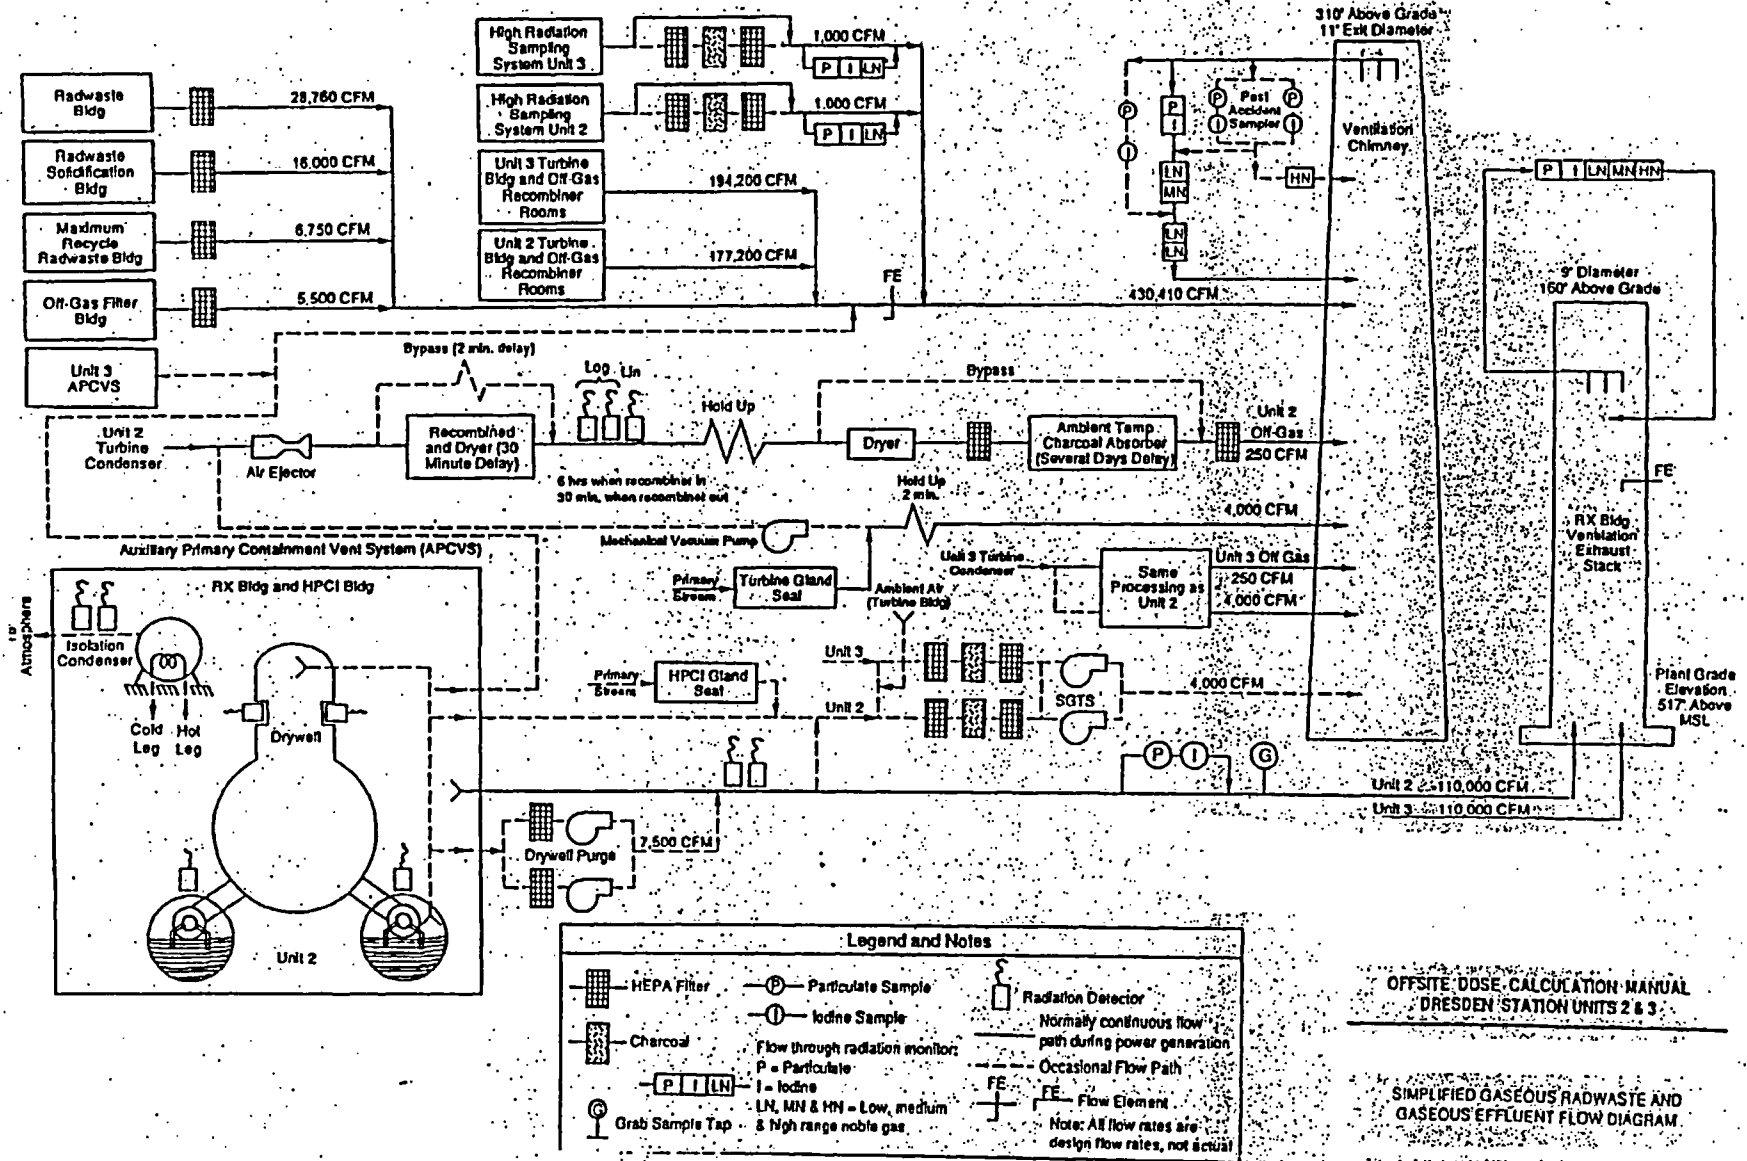 High Radiation
Sampling
System Unit 3
1,000 CFM
P I LN
310' Above Grade
11' Exit Diameter
Radwaste
Bldg
28,760 CFM
High Radiation
Sampling
System Unit 2
1,000 CFM
P I LN
P
I
P
I
P
I
Post
Accident
Sampler
P
I
Ventilation
Chimney
Radwaste
Solidification
Bldg
16,000 CFM
Unit 3 Turbine
Bldg and Off-Gas
Recombiner
Rooms
194,200 CFM
LN
MN
HN
P I LN MN HN
Maximum
Recycle
Radwaste Bldg
6,750 CFM
Unit 2 Turbine
Bldg and Off-Gas
Recombiner
Rooms
177,200 CFM
LN
LN
FE
9' Diameter
160' Above Grade
Off-Gas Filter
Bldg
5,500 CFM
430,410 CFM
Unit 3
APCVS
Bypass (2 min. delay)
Log
Lin
Bypass
Hold Up
Unit 2
Turbine
Condenser
Air Ejector
Recombined
and Dryer (30
Minute Delay)
Dryer
Ambient Temp
Charcoal Absorber
(Several Days Delay)
Unit 2
Off-Gas
250 CFM
6 hrs when recombiner in
30 min. when recombinet out
Hold Up
2 min.
FE
4,000 CFM
Mechanical Vacuum Pump
Auxiliary Primary Containment Vent System (APCVS)
RX Bldg
Ventilation
Exhaust
Stack
Primary
Stream
Turbine Gland
Seal
Ambient Air
(Turbine Bldg)
Unit 3 Turbine
Condenser
Same
Processing as
Unit 2
Unit 3 Off Gas
250 CFM
4,000 CFM
RX Bldg and HPCI Bldg
Atmosphere
Isolation
Condenser
Cold
Leg
Hot
Leg
Drywell
Primary
Stream
HPCI Gland
Seal
Unit 3
Unit 2
SGTS
4,000 CFM
Plant Grade
Elevation
517' Above
MSL
P
I
G
Unit 2 110,000 CFM
Unit 3 110,000 CFM
Drywell Purge
7,500 CFM
Unit 2
Legend and Notes
HEPA Filter
Charcoal
P I LN
G
Grab Sample Tap
P
Particulate Sample
I
Iodine Sample
Flow through radiation monitor:
P = Particulate
I = Iodine
LN, MN & HN = Low, medium
& high range noble gas
Radiation Detector
Normally continuous flow
path during power generation
Occasional Flow Path
FE
FE
Flow Element
Note: All flow rates are
design flow rates, not actual
OFFSITE DOSE CALCULATION MANUAL
DRESDEN STATION UNITS 2 & 3
SIMPLIFIED GASEOUS RADWASTE AND
GASEOUS EFFLUENT FLOW DIAGRAM